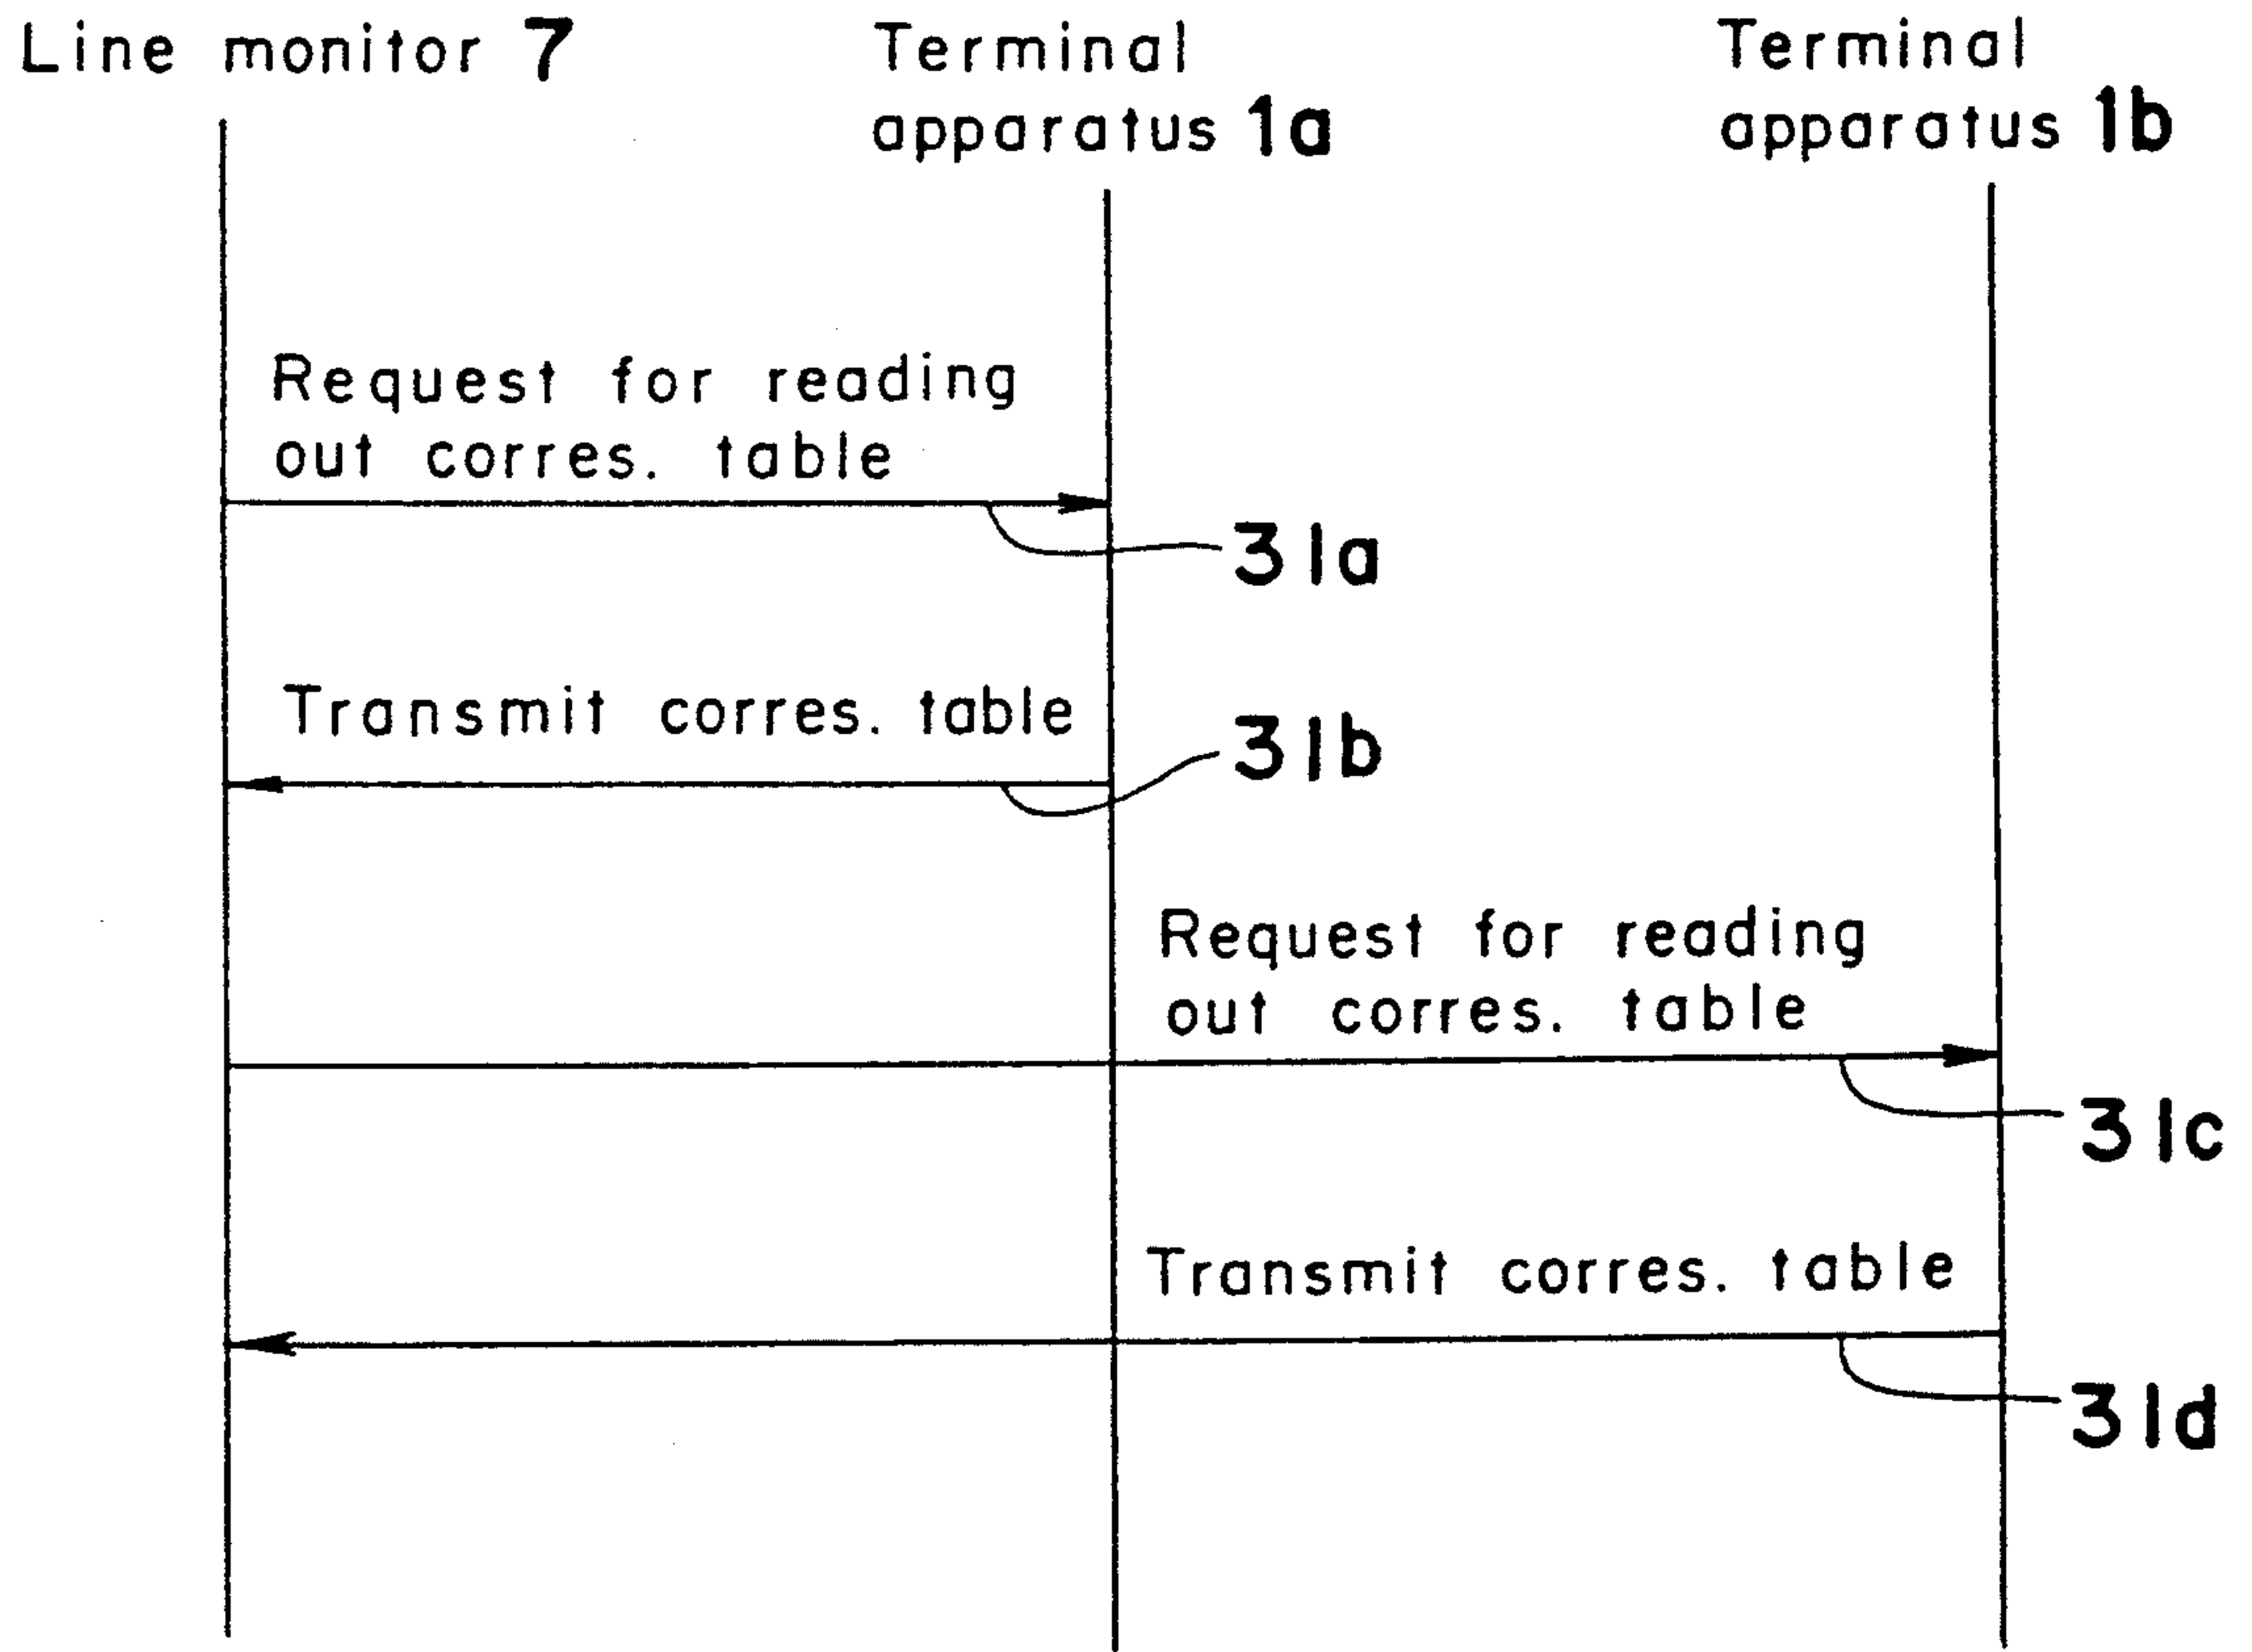 Line monitor 7
Terminal
apparatus 1a
Terminal
apparatus 1b
Request for reading
out corres. table
31a
Transmit corres. table
31b
Request for reading
out corres. table
31c
Transmit corres. table
31d